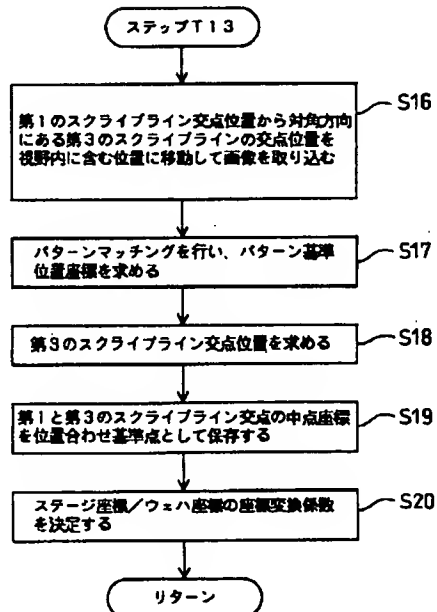 ステップT13
第1のスクライブライン交点位置から対角方向
にある第3のスクライブラインの交点位置を
視野内に含む位置に移動して画像を取り込む
S16
パターンマッチングを行い、パターン基準
位置座標を求める
S17
第3のスクライブライン交点位置を求める
S18
第1と第3のスクライブライン交点の中点座標
を位置合わせ基準点として保存する
S19
ステージ座標/ウェハ座標の座標変換係数
を決定する
S20
リターン